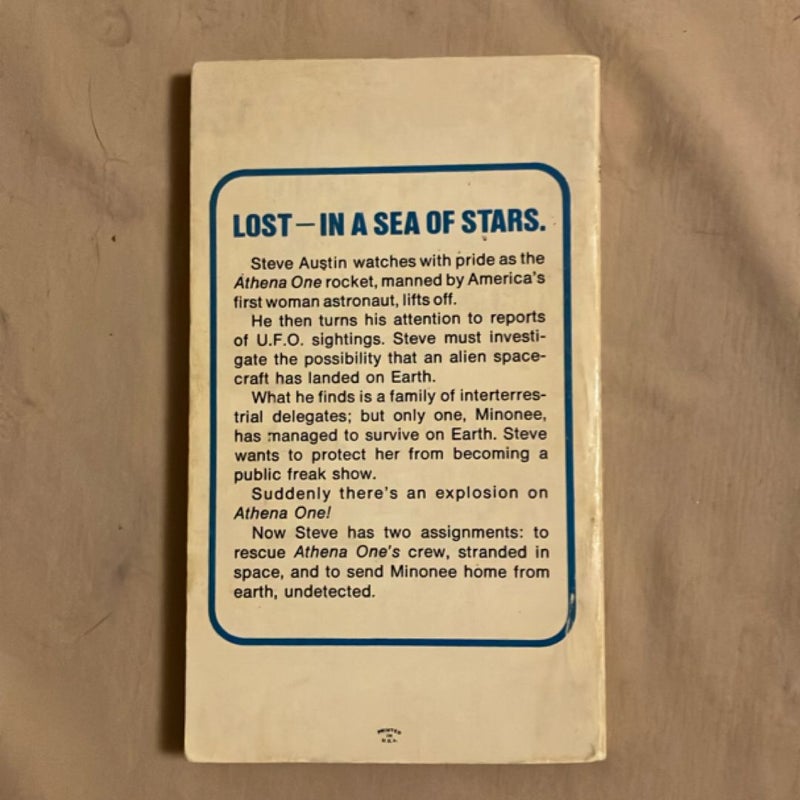 LOST—IN A SEA OF STARS.
Steve Austin watches with pride as the
Athena One rocket, manned by America's
first woman astronaut, lifts off.
He then turns his attention to reports
of U.F.O. sightings. Steve must investi-
gate the possibility that an alien space-
craft has landed on Earth.
What he finds is a family of interterres-
trial delegates; but only one, Minonee,
has managed to survive on Earth. Steve
wants to protect her from becoming a
public freak show.
Suddenly there's an explosion on
Athena One!
Now Steve has two assignments: to
rescue Athena One's crew, stranded in
space, and to send Minonee home from
earth, undetected.
PRINTED
IN
U.S.A.